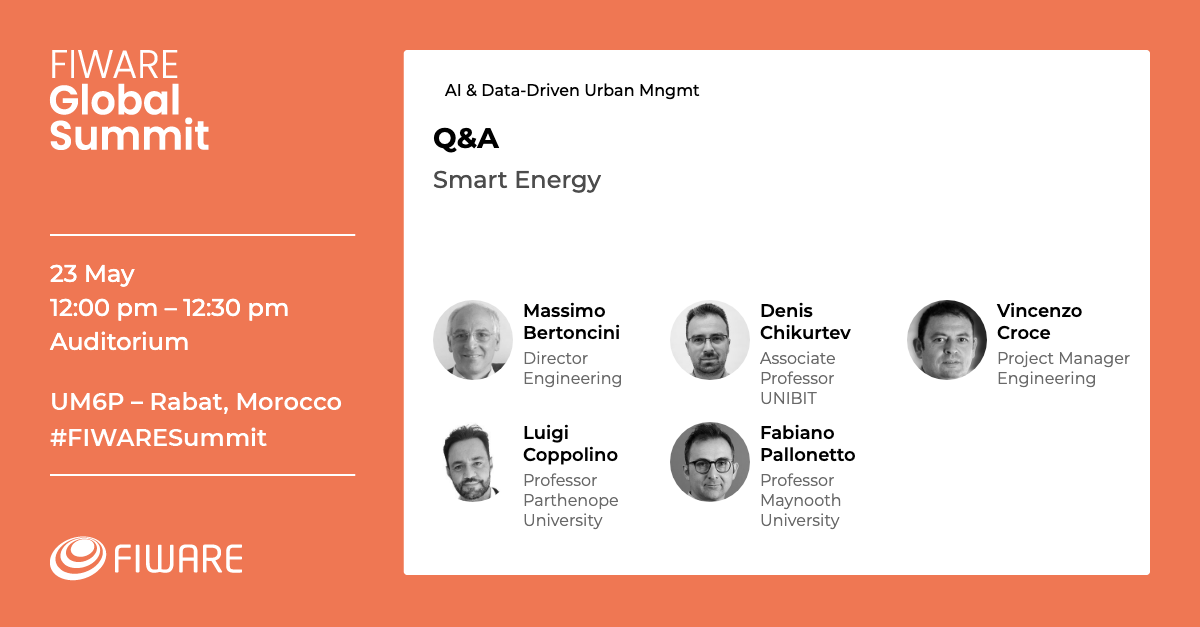 FIWARE
Global
Summit
23 May
12:00 pm – 12:30 pm
Auditorium
UM6P – Rabat, Morocco
#FIWARESummit
FIWARE
AI & Data-Driven Urban Mngmt
Q&A
Smart Energy
Massimo
Bertoncini
Director
Engineering
Denis
Chikurtev
Associate
Professor
UNIBIT
Vincenzo
Croce
Project Manager
Engineering
Luigi
Coppolino
Professor
Parthenope
University
Fabiano
Pallonetto
Professor
Maynooth
University